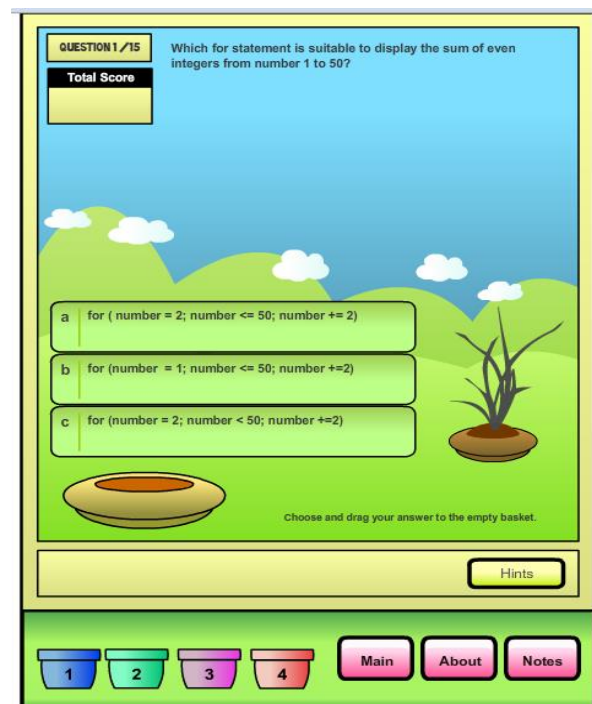 QUESTION 1/15
Total Score
Which for statement is suitable to display the sum of even
integers from number 1 to 50?
a for ( number = 2; number <= 50; number += 2)
b for (number  = 1; number <= 50; number +=2)
c for (number = 2; number < 50; number +=2)
Choose and drag your answer to the empty basket.
Hints
1 2 3 4 Main About Notes